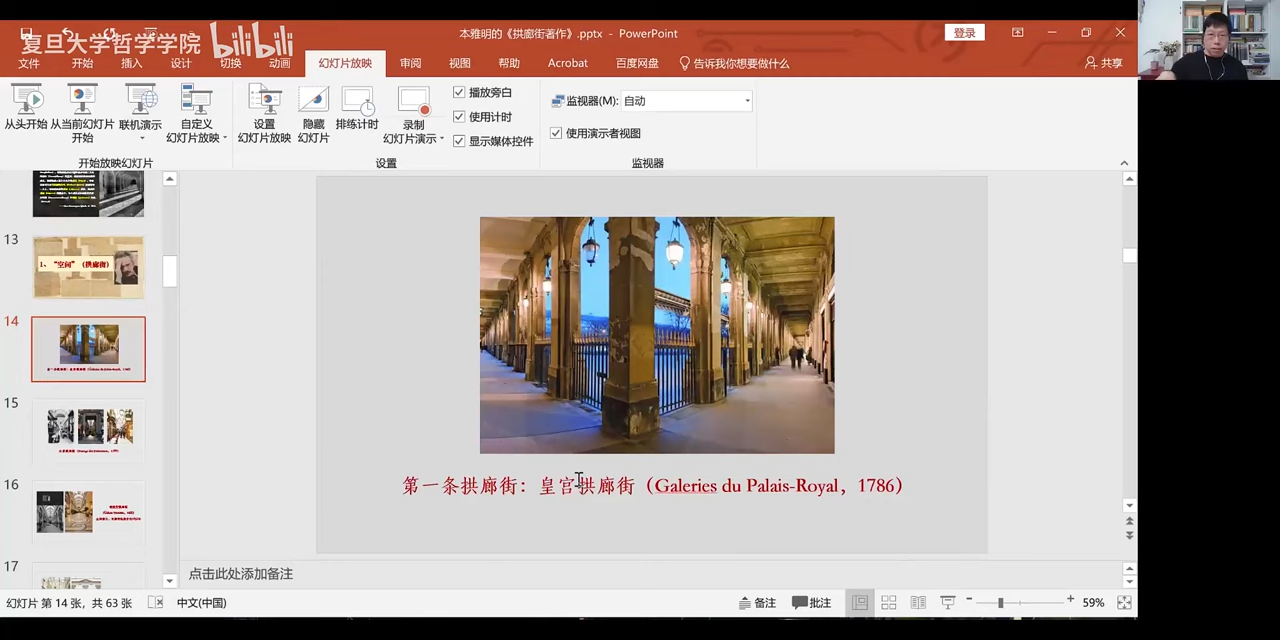 复旦大学哲学学院 bilibili
本雅明的《拱廊街著作》.pptx - PowerPoint
登录
文件 开始 插入 设计 切换 动画 幻灯片放映 审阅 视图 帮助 Acrobat 百度网盘 告诉我你想要做什么 共享
从头开始 从当前幻灯片 开始 联机演示 自定义 幻灯片放映
设置 幻灯片放映 隐藏 幻灯片 排练计时 录制 幻灯片演示
播放旁白
使用计时
显示媒体控件
监视器(M): 自动
使用演示者视图
开始放映幻灯片 设置 监视器
13
1、“空间”（拱廊街）
14
15
16
17
第一条拱廊街：皇宫拱廊街（Galeries du Palais-Royal，1786）
点击此处添加备注
幻灯片 第 14 张，共 63 张 中文(中国) 备注 批注 59%